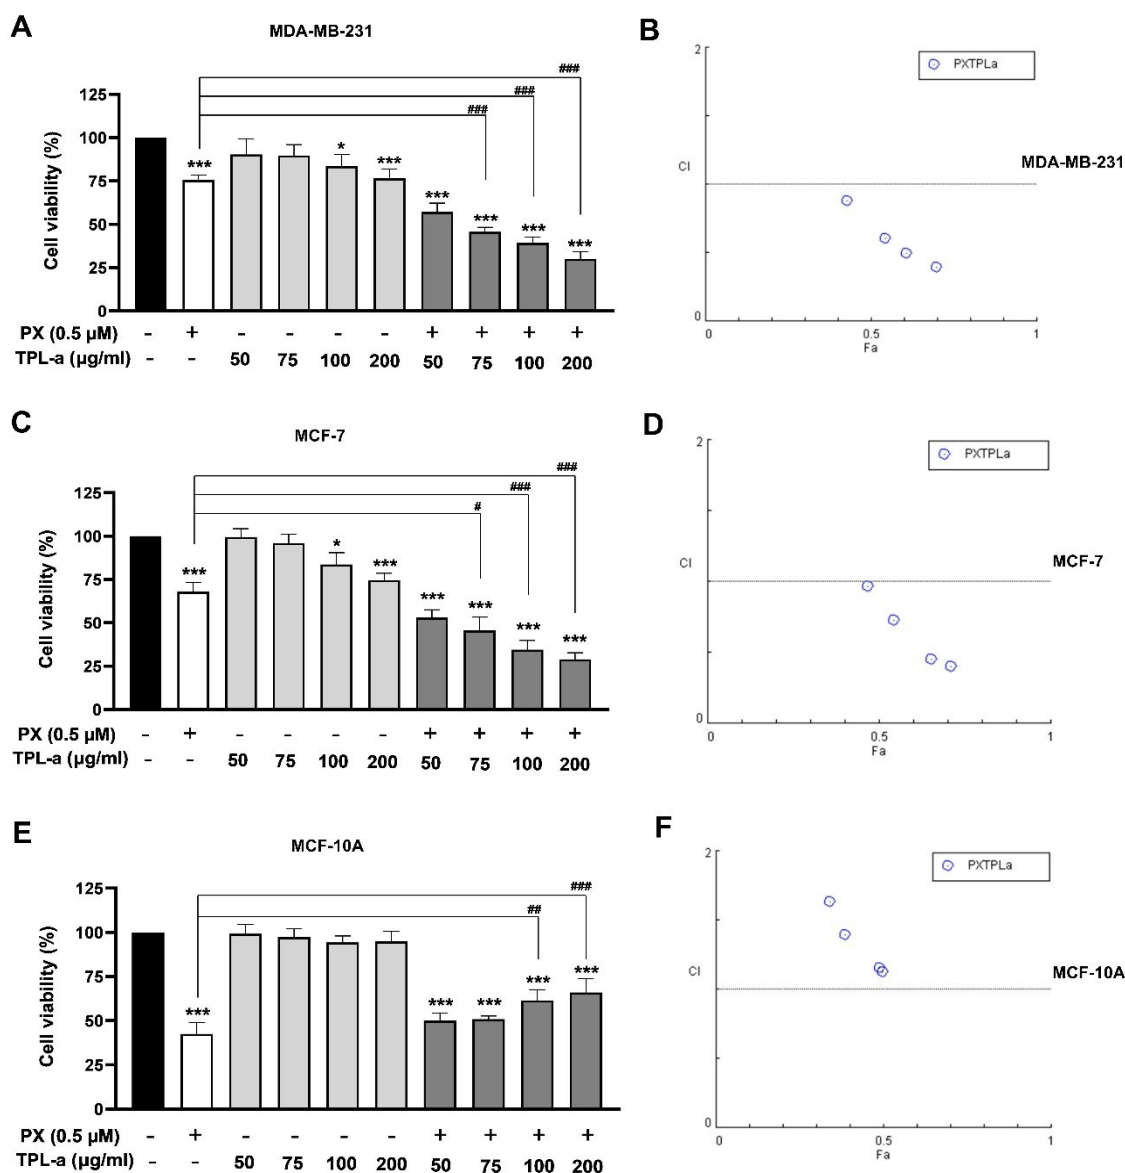 A
MDA-MB-231
###
###
###
125
100
75
50
25
0
Cell viability (%)
***
*
***
***
***
***
***
PX (0.5 µM) - + - - - - + + + +
TPL-a (µg/ml) - - 50 75 100 200 50 75 100 200
B
2
PXTPLa
CI
MDA-MB-231
0
0 0.5 1
Fa
C
MCF-7
###
###
#
125
100
75
50
25
0
Cell viability (%)
***
*
***
***
***
***
***
PX (0.5 µM) - + - - - - + + + +
TPL-a (µg/ml) - - 50 75 100 200 50 75 100 200
D
2
PXTPLa
CI
MCF-7
0
0 0.5 1
Fa
E
MCF-10A
###
##
125
100
75
50
25
0
Cell viability (%)
***
***
***
***
***
PX (0.5 µM) - + - - - - + + + +
TPL-a (µg/ml) - - 50 75 100 200 50 75 100 200
F
2
PXTPLa
CI
MCF-10A
0
0 0.5 1
Fa